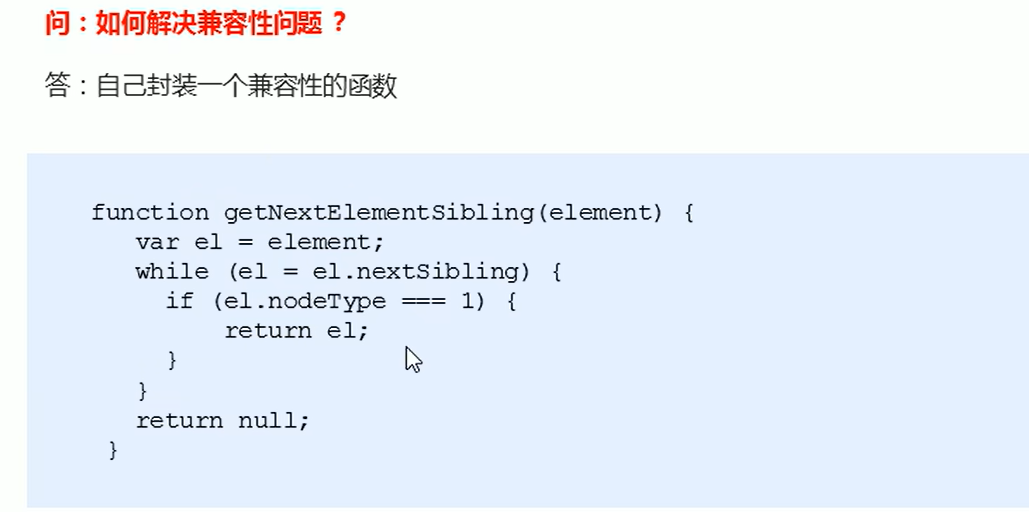 问：如何解决兼容性问题 ？
答：自己封装一个兼容性的函数
function getNextElementSibling(element) {
var el = element;
while (el = el.nextSibling) {
if (el.nodeType === 1) {
return el;
}
}
return null;
}